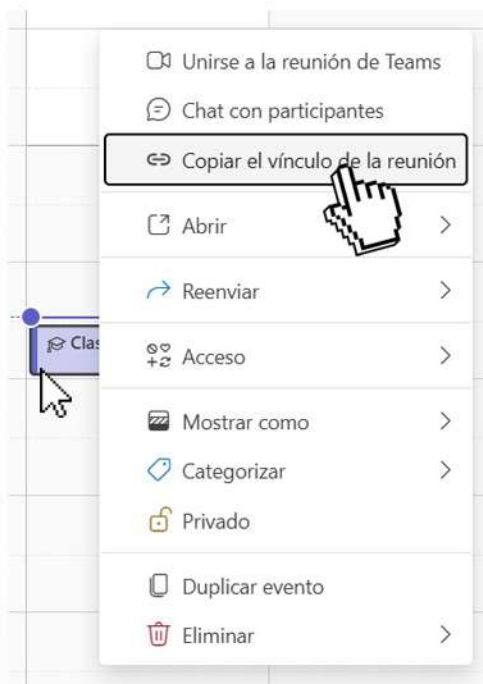 Unirse a la reunión de Teams
Chat con participantes
Copiar el vínculo de la reunión
Abrir
Reenviar
Clas
Acceso
Mostrar como
Categorizar
Privado
Duplicar evento
Eliminar